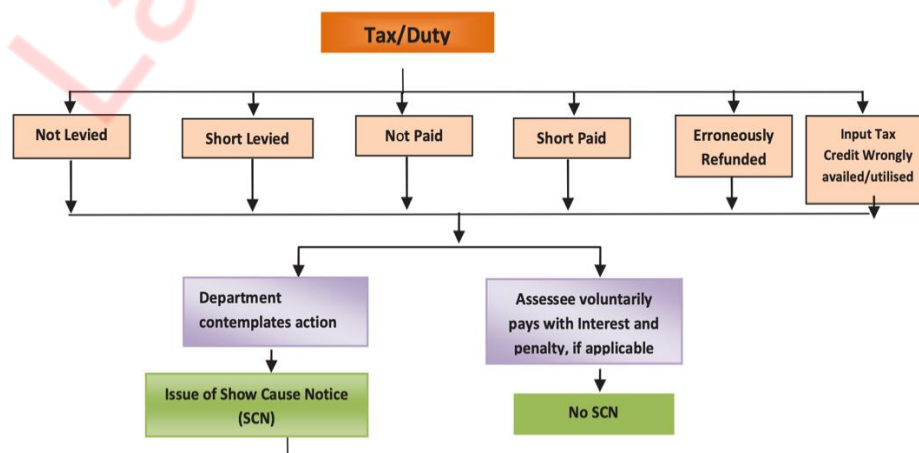 Tax/Duty
Not Levied
Short Levied
Not Paid
Short Paid
Erroneously
Refunded
Input Tax
Credit Wrongly
availed/utilised
Department
contemplates action
Assessee voluntarily
pays with Interest and
penalty, if applicable
Issue of Show Cause Notice
(SCN)
No SCN